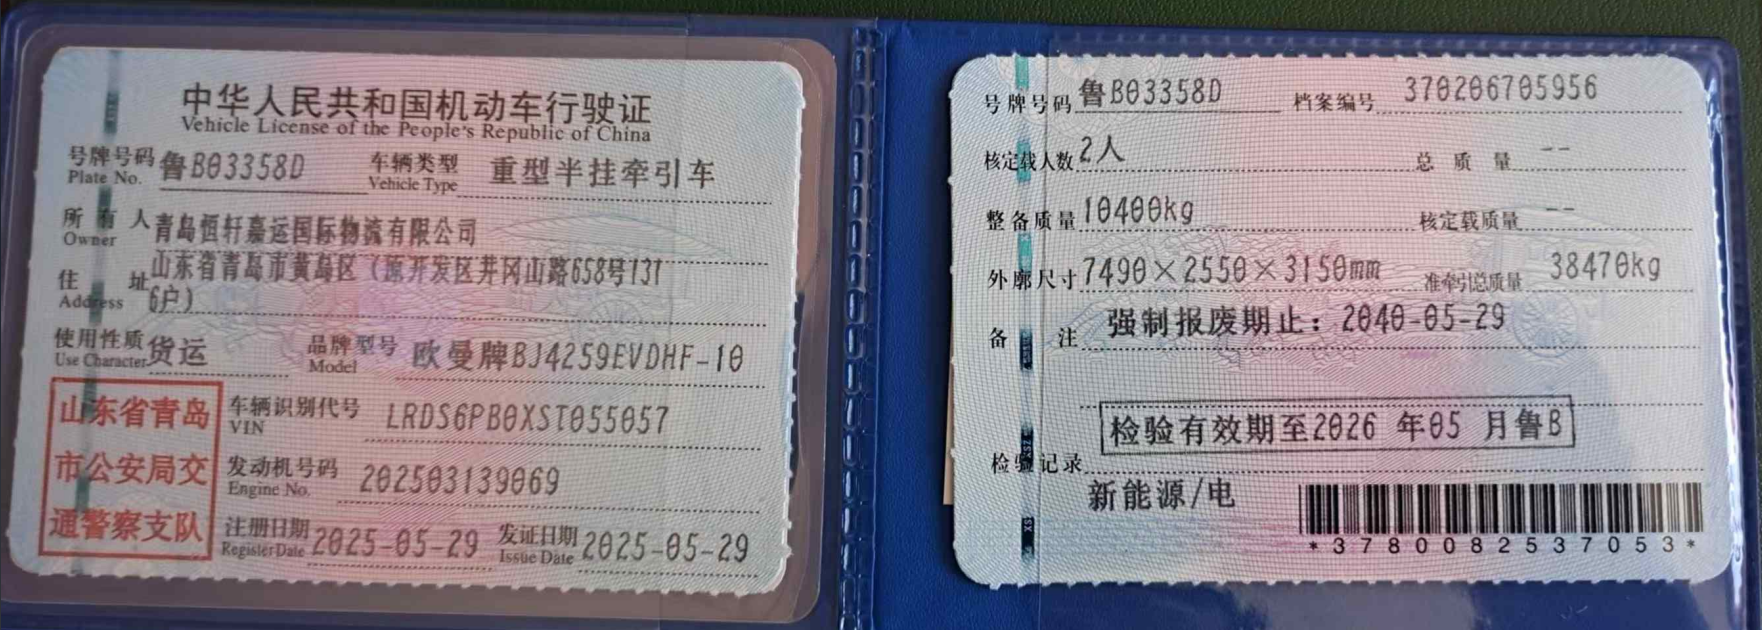 中华人民共和国机动车行驶证
Vehicle License of the People's Republic of China
号牌号码 鲁B03358D 车辆类型 重型半挂牵引车
Plate No. Vehicle Type
所有人 青岛恒轩嘉运国际物流有限公司
Owner
住址 山东省青岛市黄岛区（原开发区井冈山路658号131
Address 6户）
使用性质 货运 品牌型号 欧曼牌BJ4259EVDHF-10
Use Character Model
山东省青岛
市公安局交
通警察支队
车辆识别代号 LRDS6PB0XST055057
VIN
发动机号码 202503139069
Engine No.
注册日期 2025-05-29 发证日期 2025-05-29
Register Date Issue Date
号牌号码 鲁B03358D 档案编号 370206705956
核定载人数 2人 总质量 --
整备质量 10400kg 核定载质量 --
外廓尺寸 7490×2550×3150mm 准牵引总质量 38470kg
备注 强制报废期止：2040-05-29
检验有效期至2026 年05 月鲁B
检验记录
新能源/电
*3780082537053*